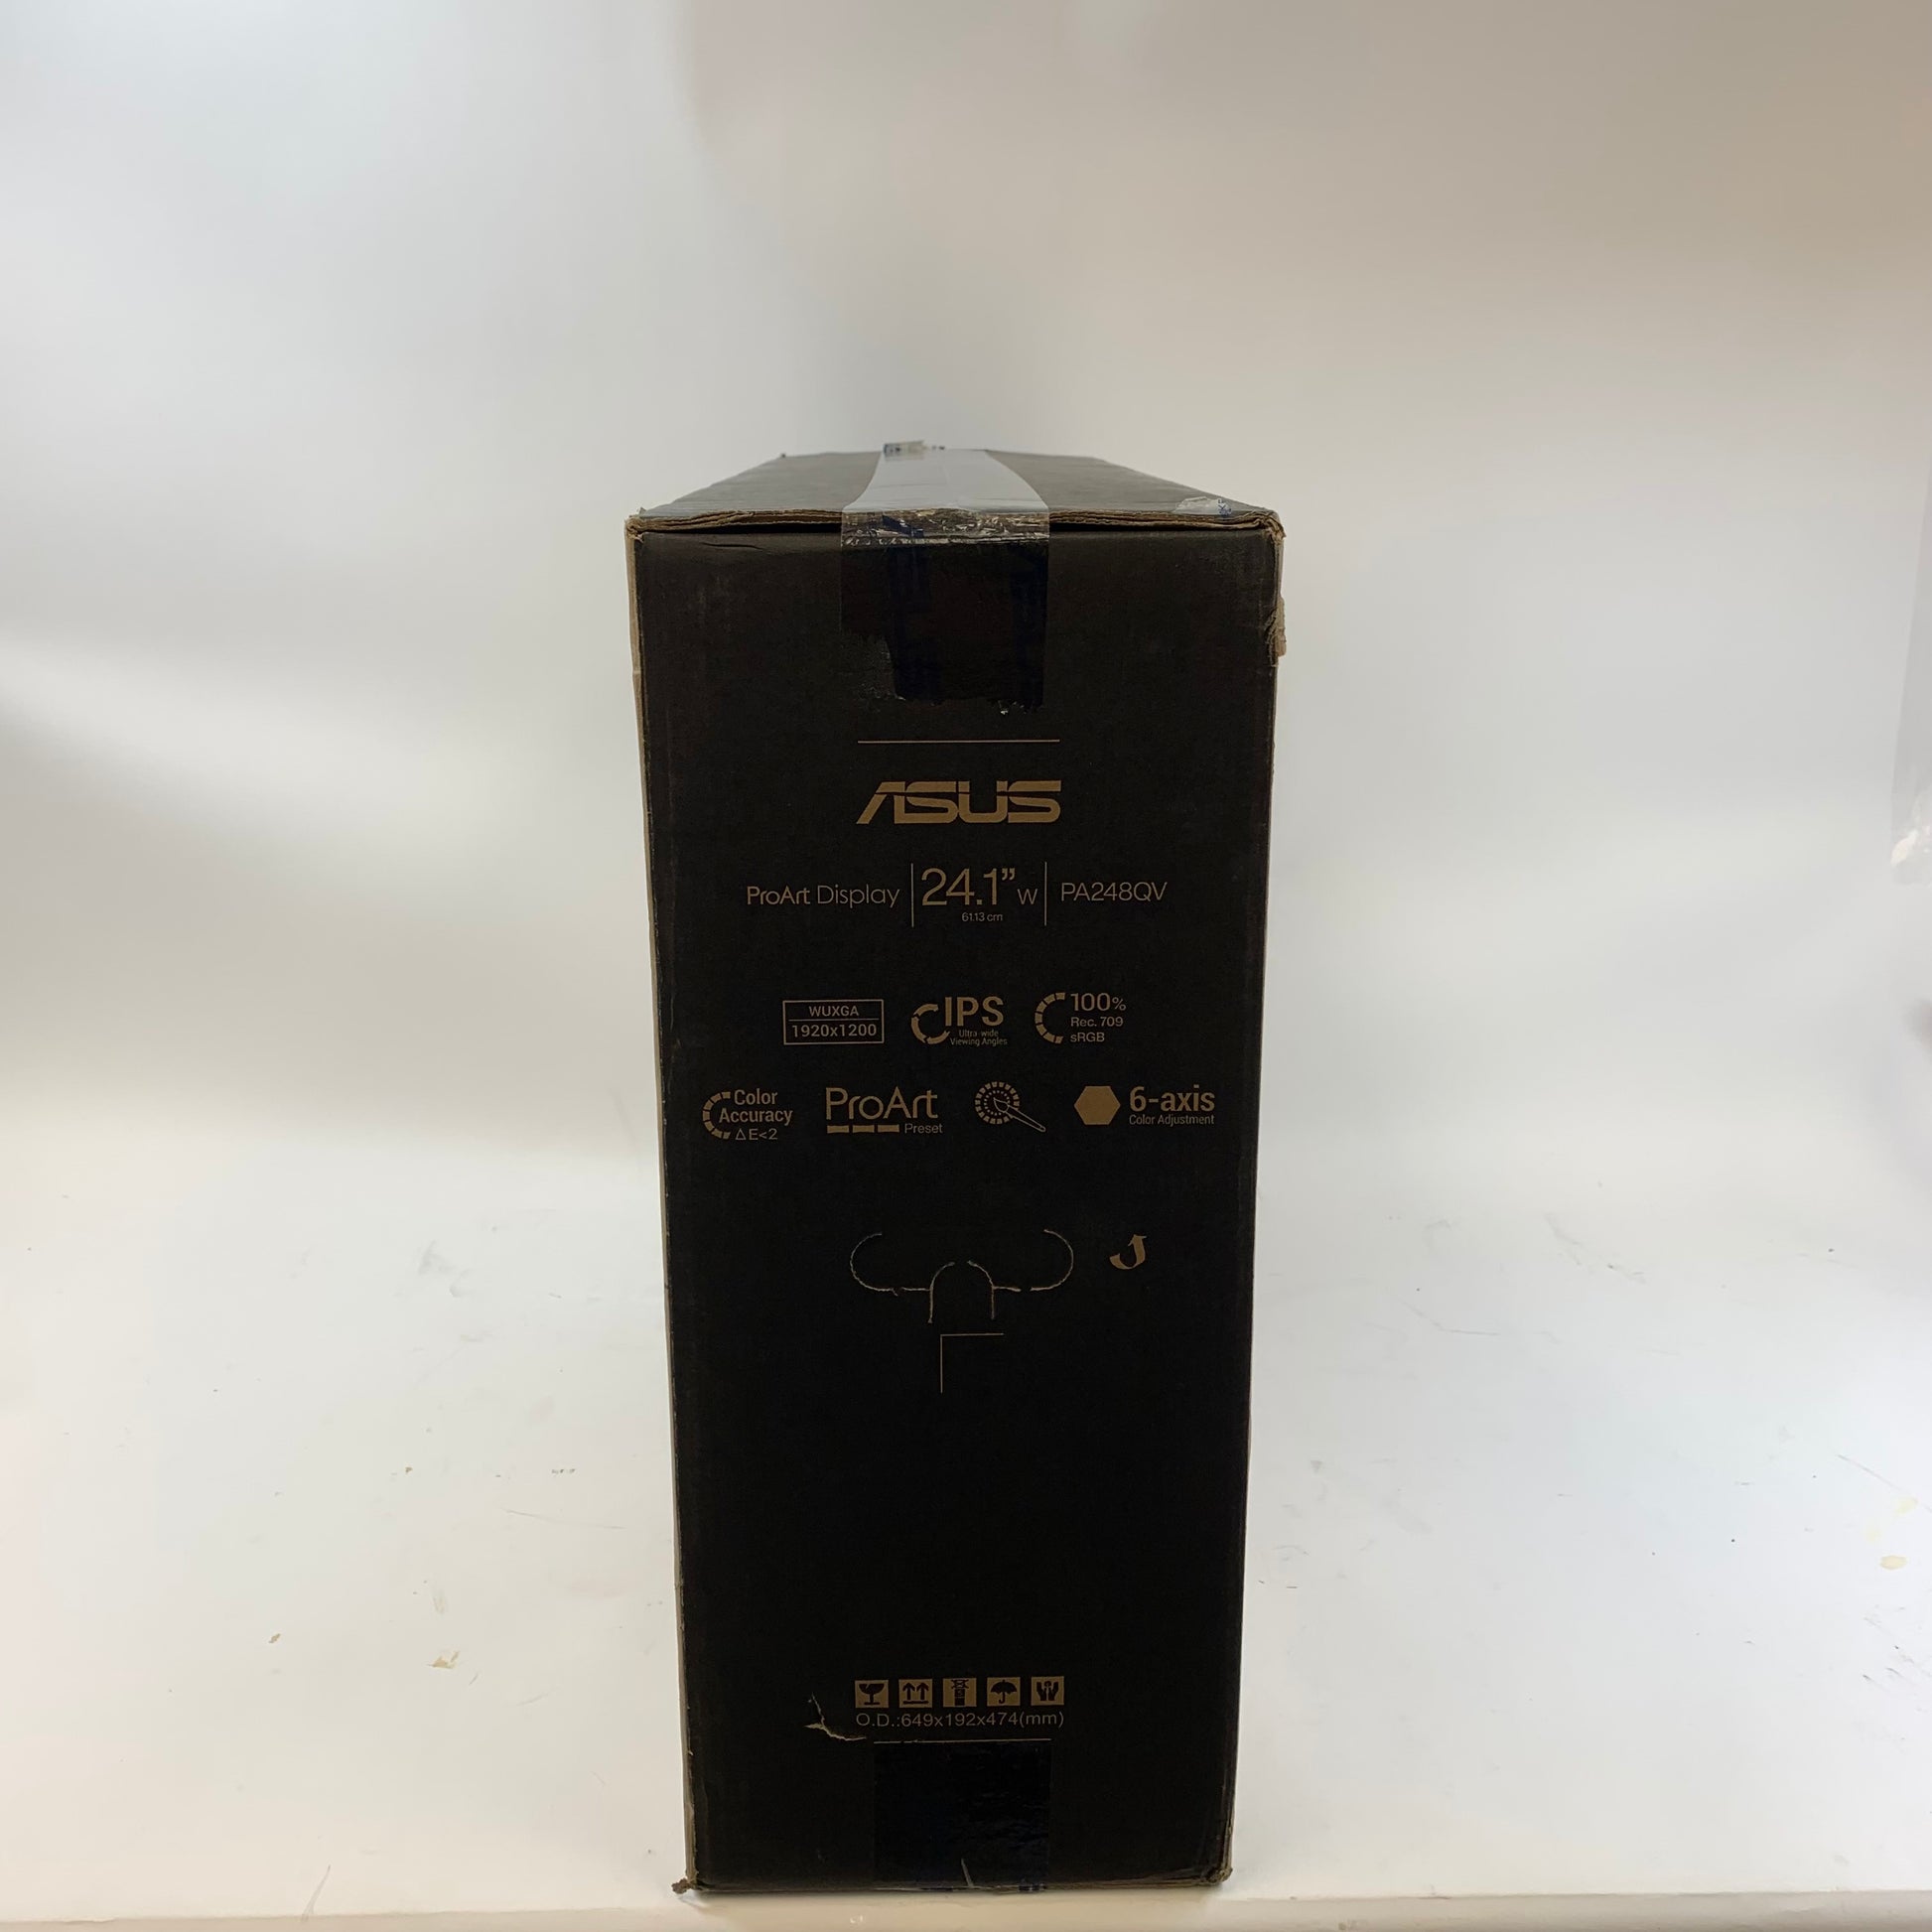 ASUS
ProArt Display 24.1" W PA248QV
61.13 cm
WUXGA
1920x1200
IPS
Ultra-wide
Viewing Angles
100%
Rec. 709
sRGB
Color
Accuracy
△E<2
ProArt
Preset
6-axis
Color Adjustment
O.D.:649x192x474(mm)